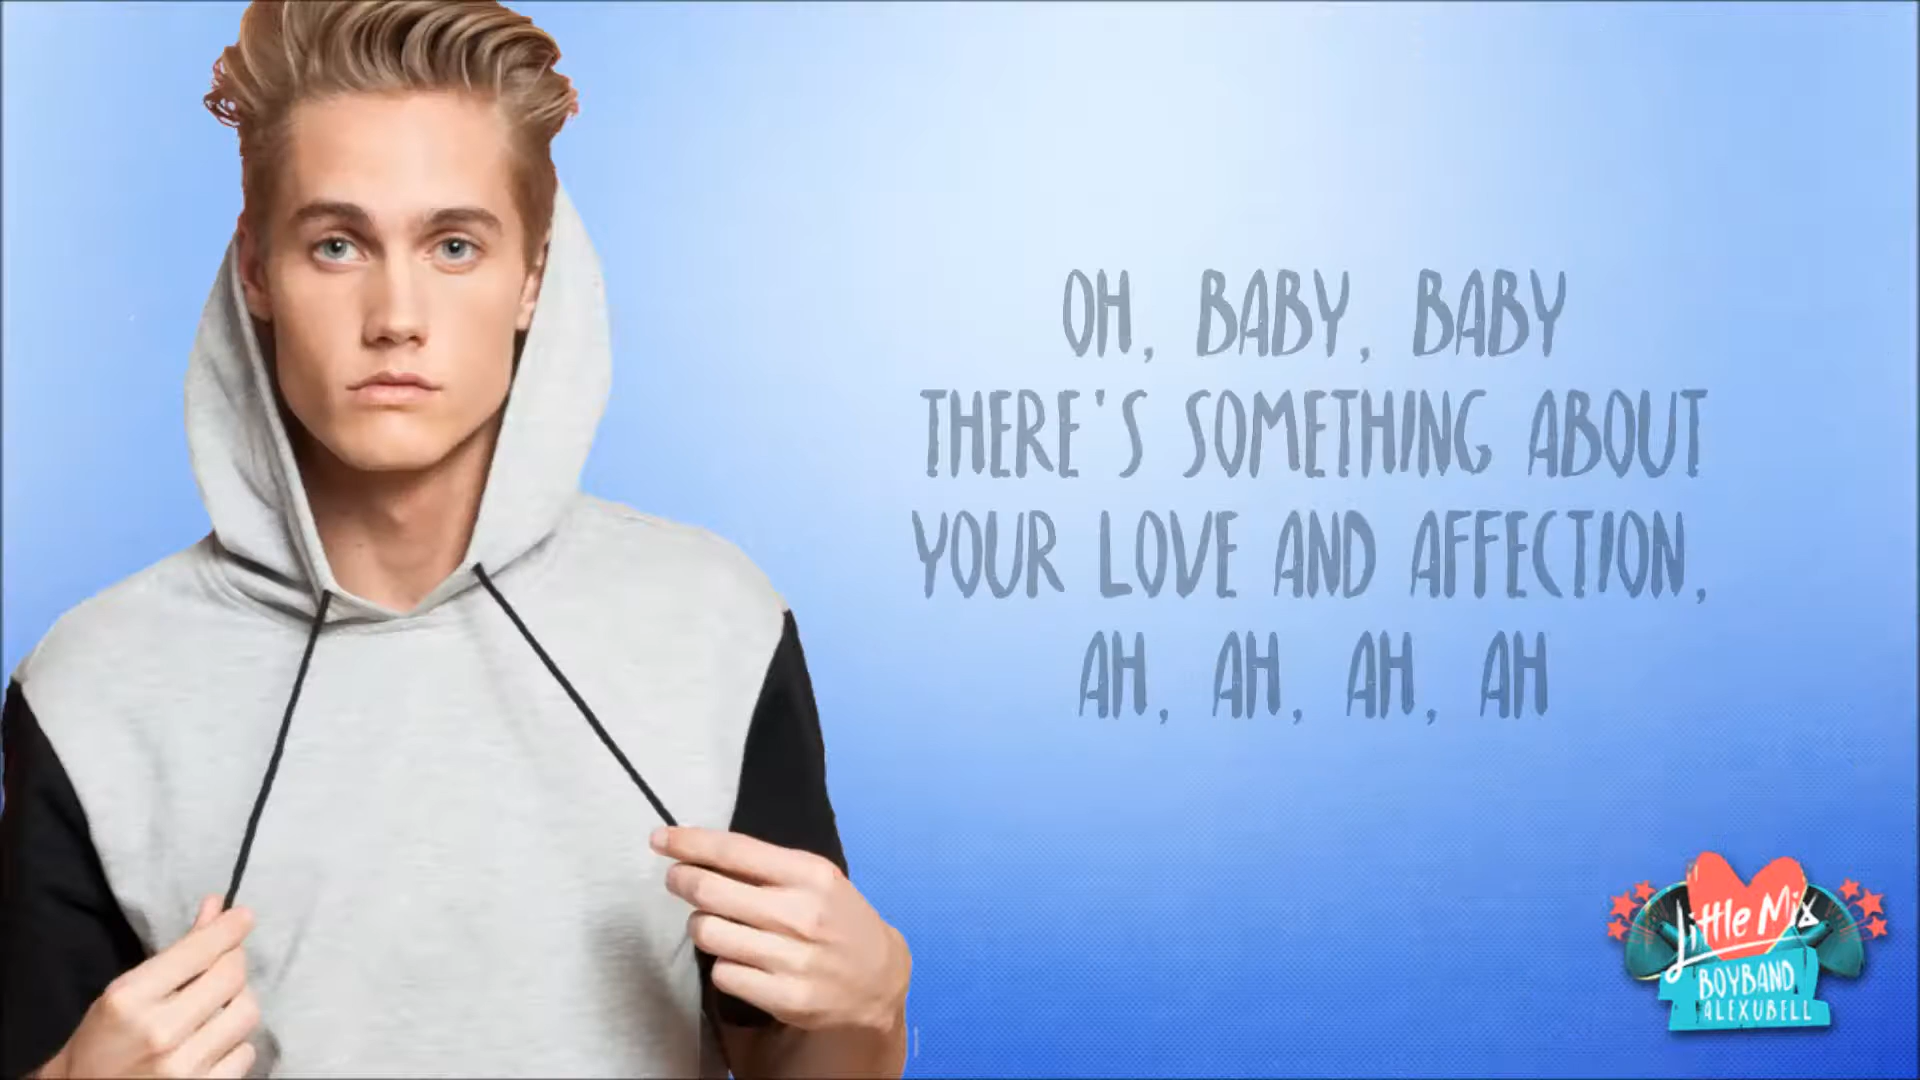 OH, BABY, BABY
THERE'S SOMETHING ABOUT
YOUR LOVE AND AFFECTION,
AH, AH, AH, AH
Little Mix
BOYBAND
ALEXUBELL